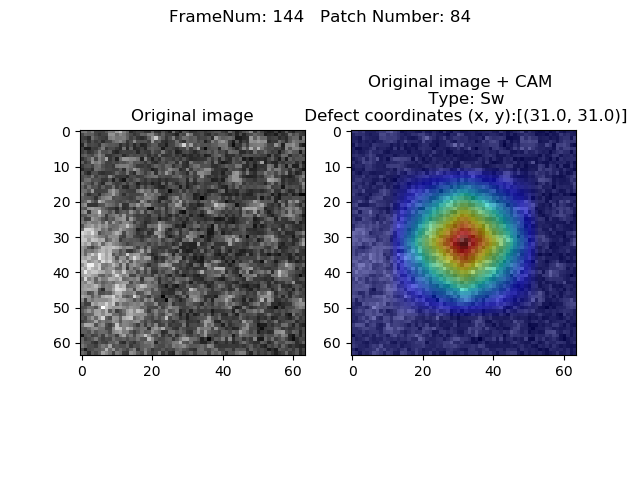 FrameNum: 144   Patch Number: 84
Original image
Original image + CAM
Type: Sw
Defect coordinates (x, y):[(31.0, 31.0)]
0
10
20
30
40
50
60
0 20 40 60
0
10
20
30
40
50
60
0 20 40 60